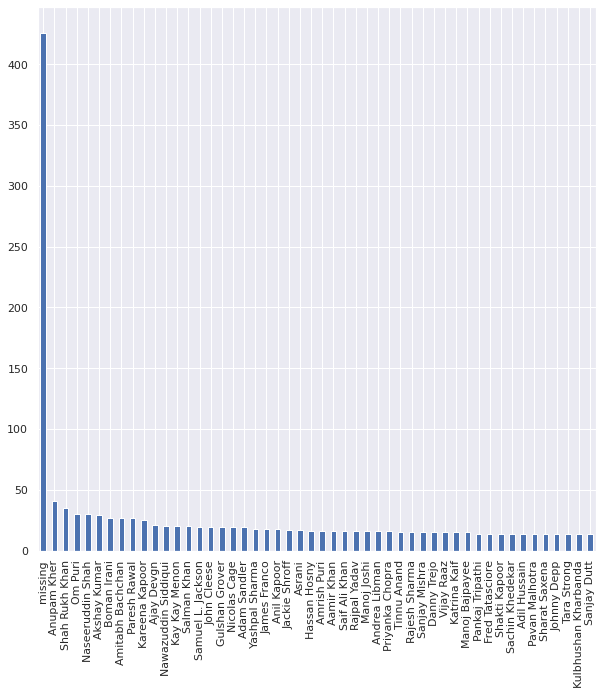 400
350
300
250
200
150
100
50
0
missing
Anupam Kher
Shah Rukh Khan
Om Puri
Naseeruddin Shah
Akshay Kumar
Boman Irani
Amitabh Bachchan
Paresh Rawal
Kareena Kapoor
Ajay Devgn
Nawazuddin Siddiqui
Kay Kay Menon
Salman Khan
Samuel L. Jackson
John Cleese
Gulshan Grover
Nicolas Cage
Adam Sandler
Yashpal Sharma
James Franco
Anil Kapoor
Jackie Shroff
Asrani
Hassan Hosny
Amrish Puri
Aamir Khan
Saif Ali Khan
Rajpal Yadav
Manoj Joshi
Andrea Libman
Priyanka Chopra
Tinnu Anand
Rajesh Sharma
Sanjay Mishra
Danny Trejo
Vijay Raaz
Katrina Kaif
Manoj Bajpayee
Pankaj Tripathi
Fred Tatasciore
Shakti Kapoor
Sachin Khedekar
Adil Hussain
Pavan Malhotra
Sharat Saxena
Johnny Depp
Tara Strong
Kulbhushan Kharbanda
Sanjay Dutt